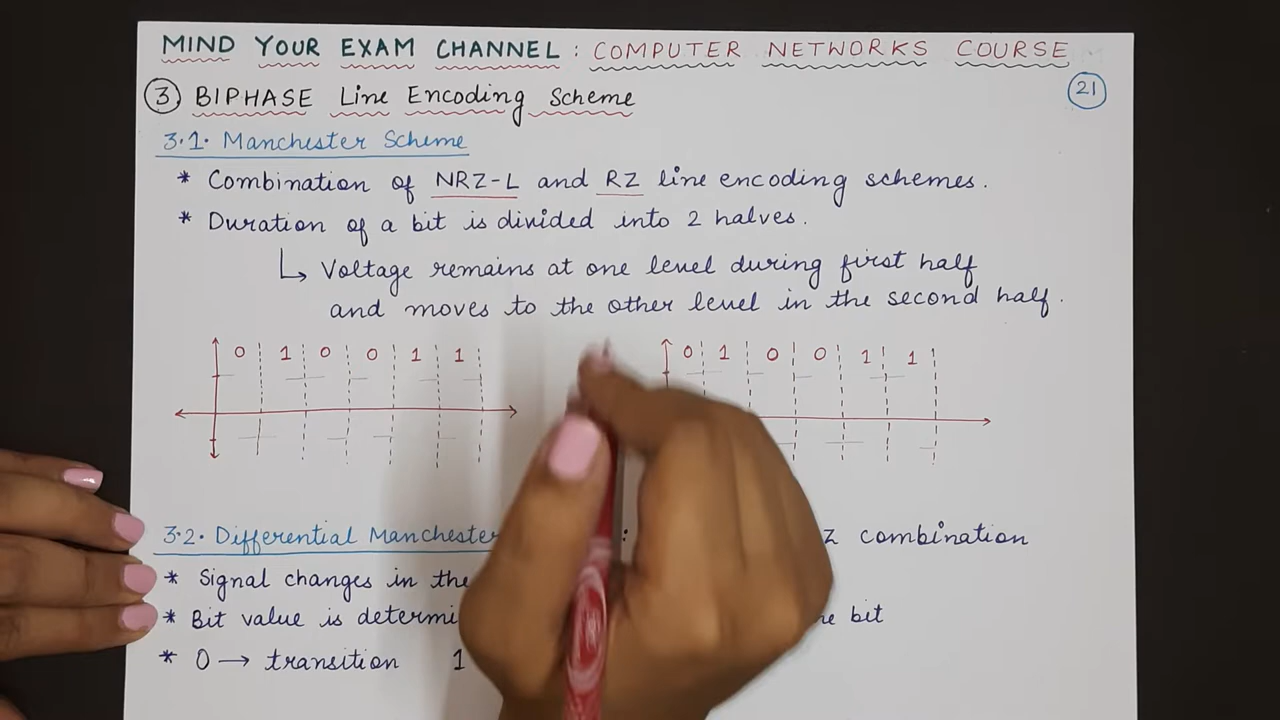 MIND YOUR EXAM CHANNEL : COMPUTER NETWORKS COURSE
21
3 BIPHASE Line Encoding Scheme
3.1. Manchester Scheme
* Combination of NRZ-L and RZ line encoding schemes.
* Duration of a bit is divided into 2 halves.
↳ Voltage remains at one level during first half
and moves to the other level in the second half.
0 1 0 0 1 1
0 1 0 0 1 1
3.2. Differential Manchester : Z combination
* Signal changes in the
* Bit value is bit
* 0 → transition 1